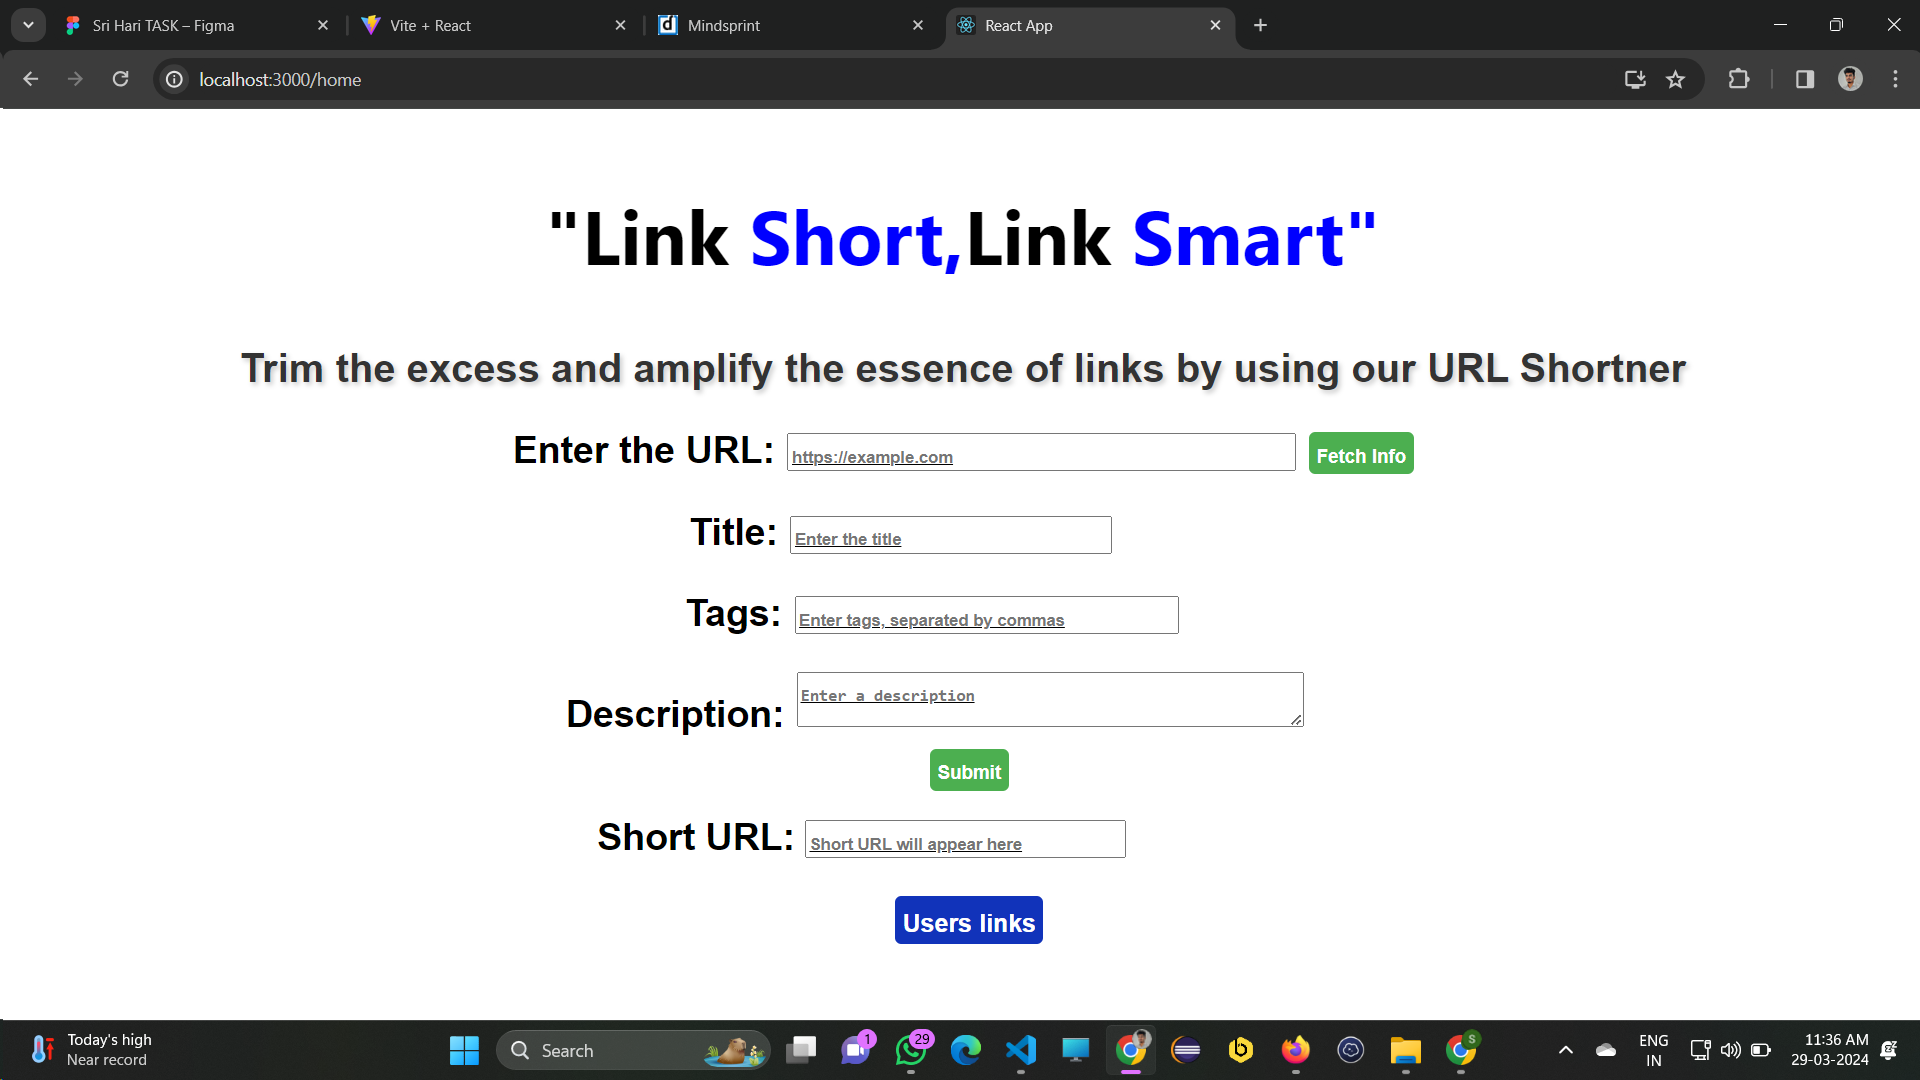 Sri Hari TASK – Figma
Vite + React
Mindsprint
React App
localhost:3000/home
"Link Short,Link Smart"
Trim the excess and amplify the essence of links by using our URL Shortner
Enter the URL: https://example.com Fetch Info
Title: Enter the title
Tags: Enter tags, separated by commas
Description: Enter a description
Submit
Short URL: Short URL will appear here
Users links
Today's high
Near record
Search
1
29
S
ENG
IN
11:36 AM
29-03-2024